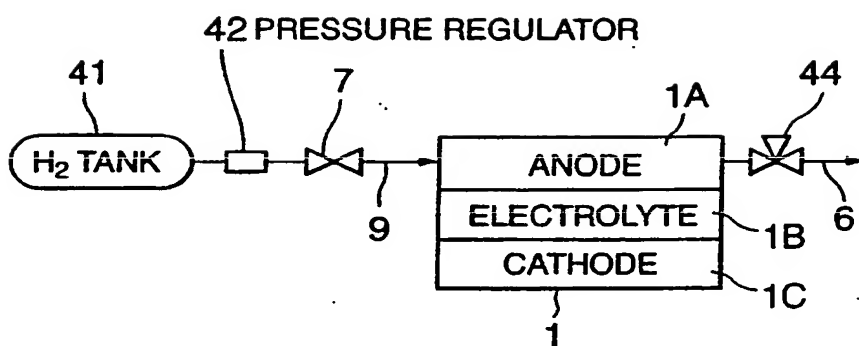 42 PRESSURE REGULATOR
41
7
1A
44
H₂ TANK
ANODE
9
6
ELECTROLYTE
1B
CATHODE
1C
1